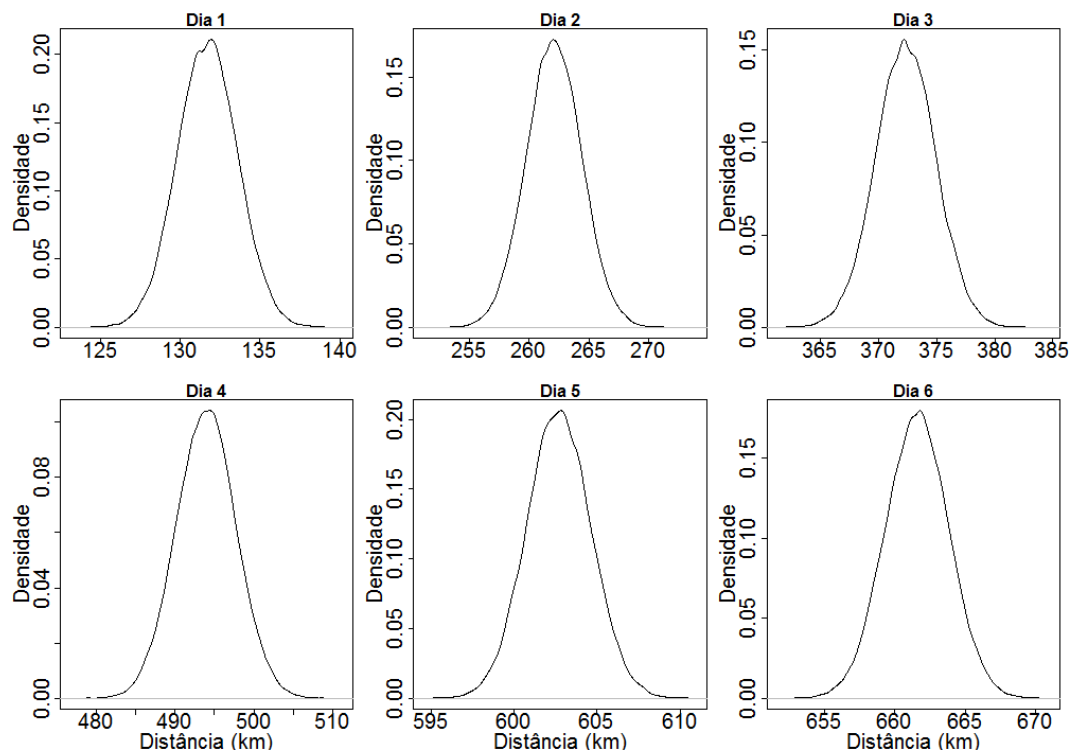 Dia 1
Densidade
0.00 0.05 0.10 0.15 0.20
125 130 135 140
Dia 2
Densidade
0.00 0.05 0.10 0.15
255 260 265 270
Dia 3
Densidade
0.00 0.05 0.10 0.15
365 370 375 380 385
Dia 4
Densidade
0.00 0.04 0.08
480 490 500 510
Distância (km)
Dia 5
Densidade
0.00 0.05 0.10 0.15 0.20
595 600 605 610
Distância (km)
Dia 6
Densidade
0.00 0.05 0.10 0.15
655 660 665 670
Distância (km)